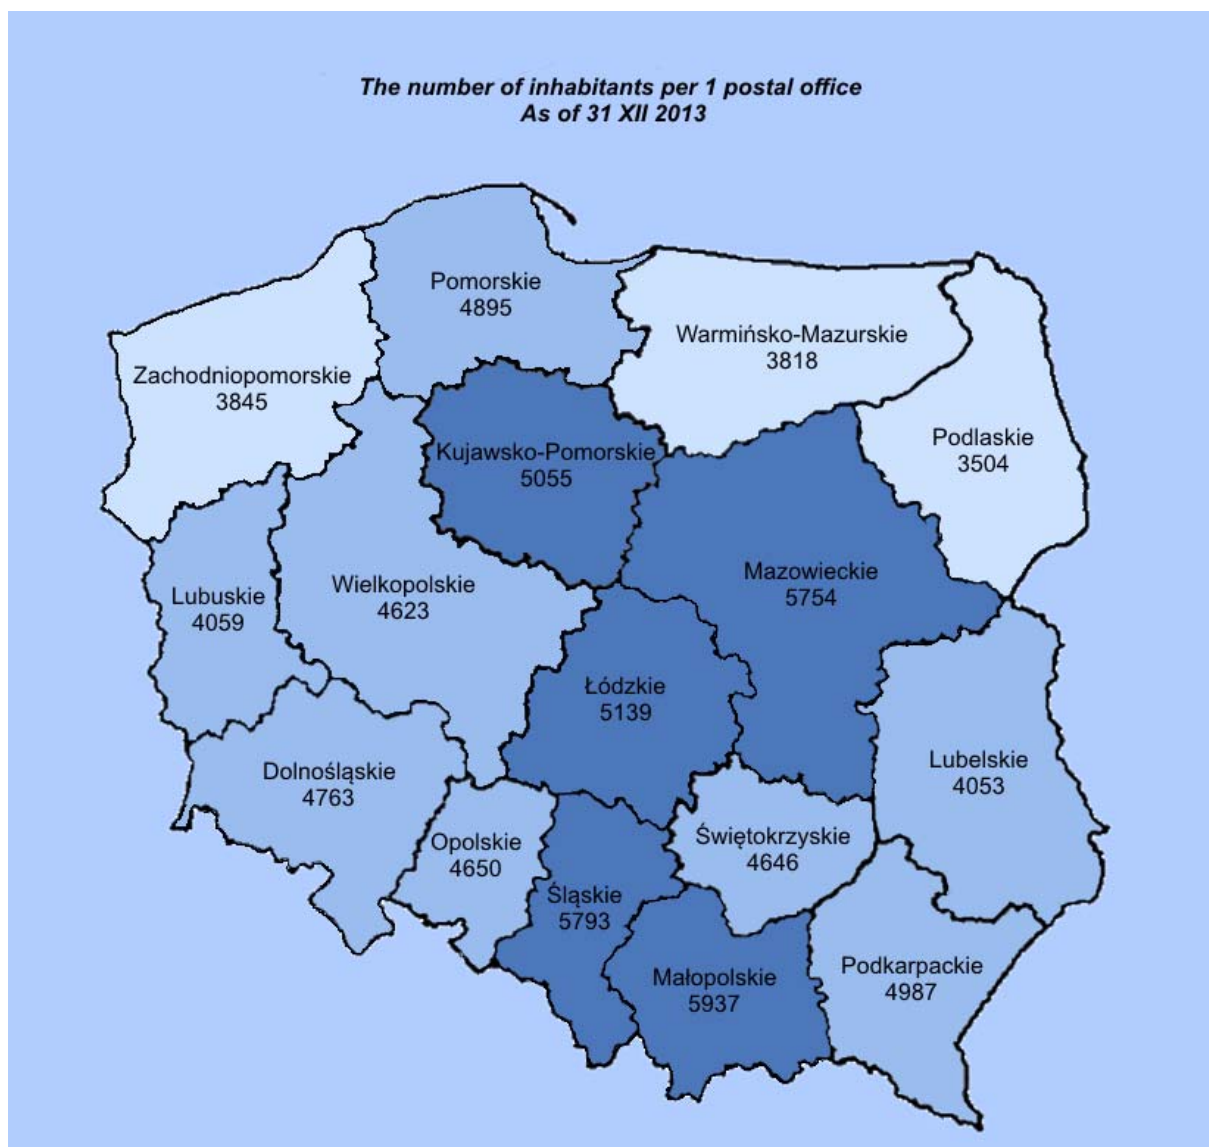 The number of inhabitants per 1 postal office
As of 31 XII 2013
Pomorskie
4895
Warmińsko-Mazurskie
3818
Zachodniopomorskie
3845
Podlaskie
3504
Kujawsko-Pomorskie
5055
Mazowieckie
5754
Wielkopolskie
4623
Lubuskie
4059
Łódzkie
5139
Lubelskie
4053
Dolnośląskie
4763
Opolskie
4650
Świętokrzyskie
4646
Śląskie
5793
Małopolskie
5937
Podkarpackie
4987